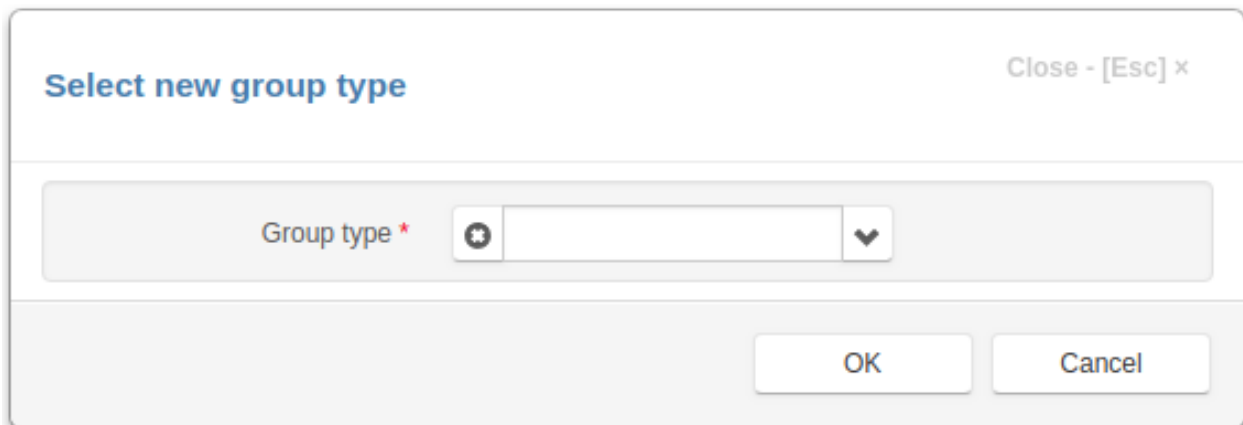 Select new group type
Close - [Esc] ×
Group type *
OK
Cancel